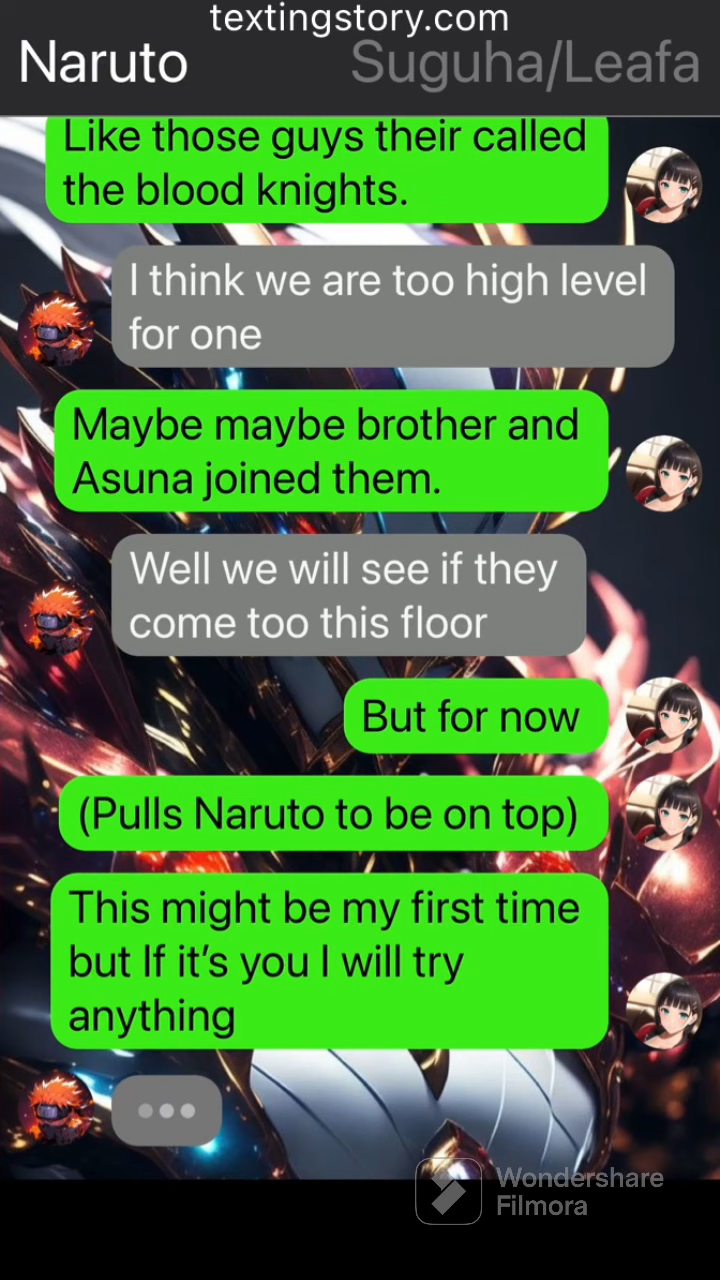 textingstory.com
Naruto
Suguha/Leafa
Like those guys their called
the blood knights.
I think we are too high level
for one
Maybe maybe brother and
Asuna joined them.
Well we will see if they
come too this floor
But for now
(Pulls Naruto to be on top)
This might be my first time
but If it's you I will try
anything
Wondershare
Filmora